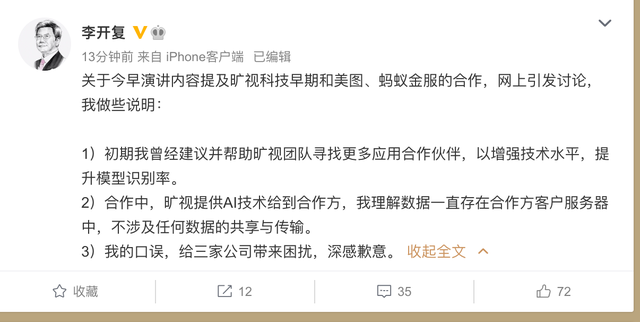 李开复
13分钟前 来自 iPhone客户端 已编辑
关于今早演讲内容提及旷视科技早期和美图、蚂蚁金服的合作，网上引发讨论，
我做些说明：
1）初期我曾经建议并帮助旷视团队寻找更多应用合作伙伴，以增强技术水平，提
升模型识别率。
2）合作中，旷视提供AI技术给到合作方，我理解数据一直存在合作方客户服务器
中，不涉及任何数据的共享与传输。
3）我的口误，给三家公司带来困扰，深感歉意。 收起全文
收藏 12 35 72